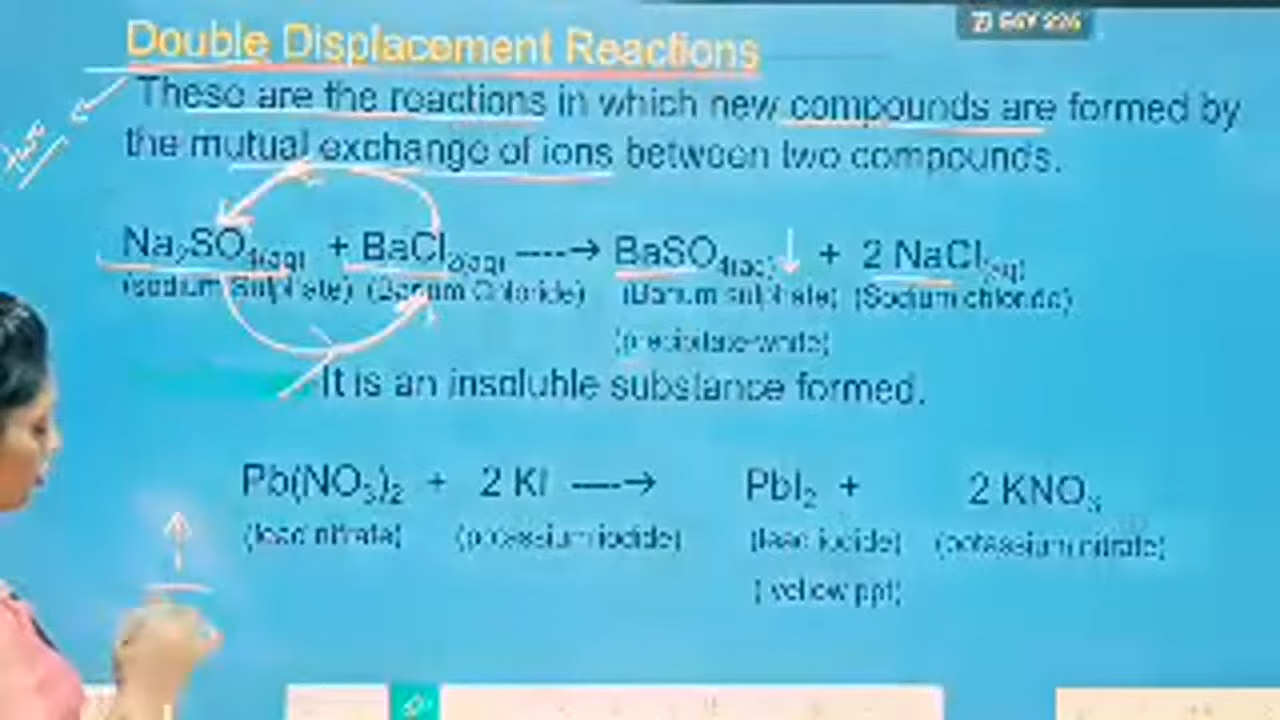 Double Displacement Reactions
These are the reactions in which new compounds are formed by
the mutual exchange of ions between two compounds.
Na₂SO₄(aq) + BaCl₂(aq) ----→ BaSO₄ ↓ + 2 NaCl(aq)
(sodium sulphate) (Barium Chloride) (Barium sulphate) (Sodium chloride)
(precipitate-white)
It is an insoluble substance formed.
Pb(NO₃)₂ + 2 KI ----→ PbI₂ + 2 KNO₃
(lead nitrate) (potassium iodide) (lead iodide) (potassium nitrate)
(yellow ppt)